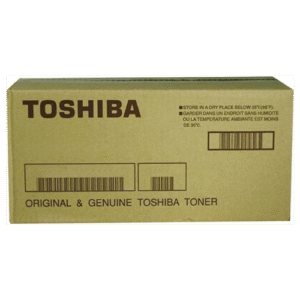 TOSHIBA
■ STORE IN A DRY PLACE BELOW 35°C(95°F)
■ GARDER DANS UN ENDROIT SANS HUMIDITE
OU LA TEMPERATURE AMBIANTE EST MOINS
DE 35°C.
ORIGINAL & GENUINE TOSHIBA TONER